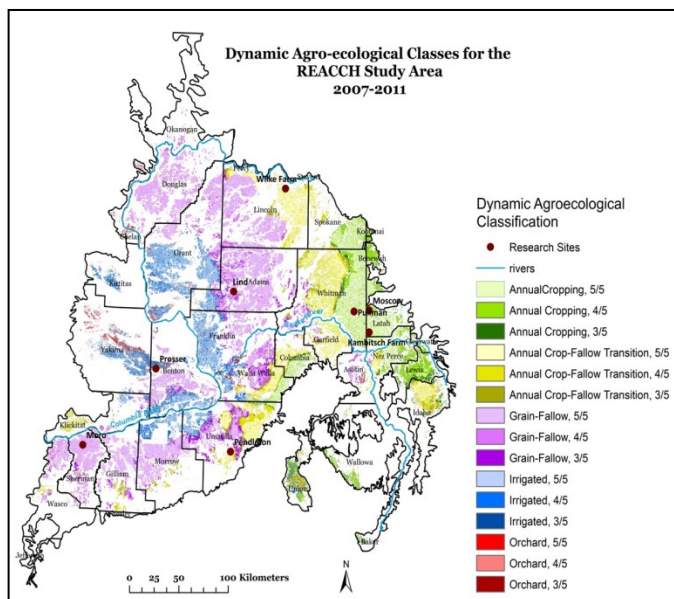 Dynamic Agro-ecological Classes for the
REACCH Study Area
2007-2011
Okanogan
Douglas
Ferry
Wilke Farm
Lincoln
Spokane
Kootenai
Chelan
Grant
Benewah
Kittitas
Lind
Adams
Whitman
Moscow
Pullman
Latah
Franklin
Garfield
Kambitsch Farm
Yakima
Columbia
Nez Perce
Prosser
Benton
Walla Walla
Asotin
Lewis
Idaho
Klickitat
Columbia
Moro
Umatilla
Pendleton
Sherman
Gilliam
Morrow
Wallowa
Wasco
Union
Baker
N
0 25 50 100 Kilometers
Dynamic Agroecological
Classification
Research Sites
rivers
AnnualCropping, 5/5
Annual Cropping, 4/5
Annual Cropping, 3/5
Annual Crop-Fallow Transition, 5/5
Annual Crop-Fallow Transition, 4/5
Annual Crop-Fallow Transition, 3/5
Grain-Fallow, 5/5
Grain-Fallow, 4/5
Grain-Fallow, 3/5
Irrigated, 5/5
Irrigated, 4/5
Irrigated, 3/5
Orchard, 5/5
Orchard, 4/5
Orchard, 3/5